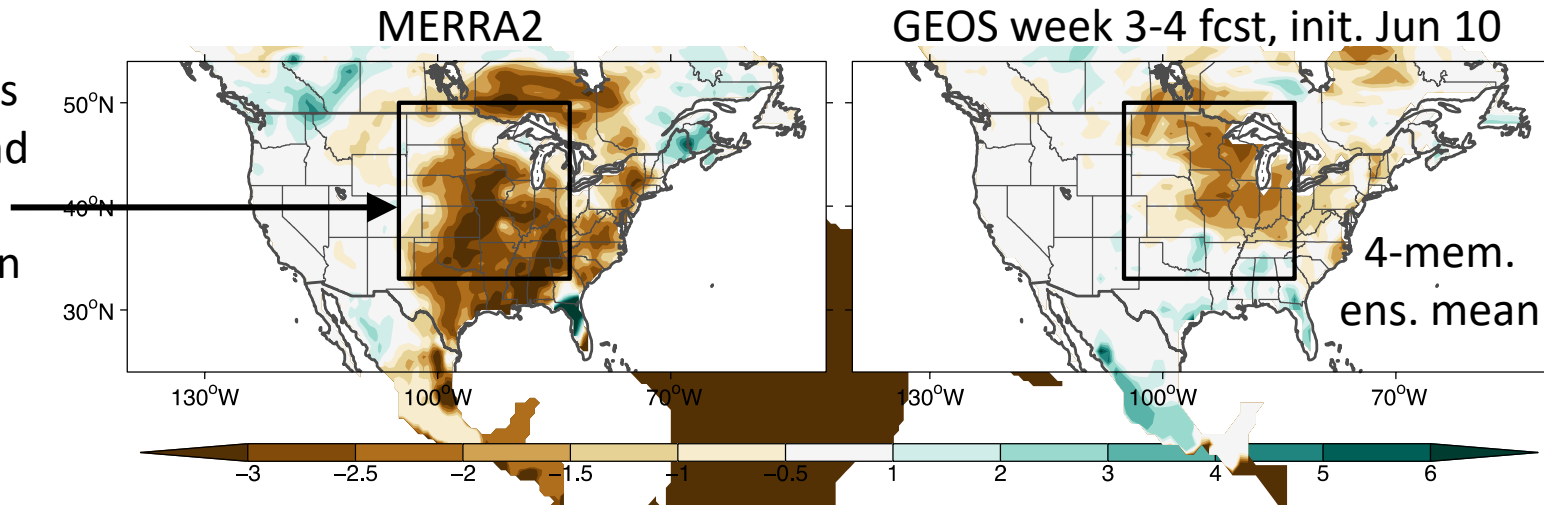 MERRA2
GEOS week 3-4 fcst, init. Jun 10
s
nd
n
50°N
40°N
30°N
4-mem.
ens. mean
130°W 100°W 70°W
130°W 100°W 70°W
−3 −2.5 −2 −1.5 −1 −0.5 1 2 3 4 5 6